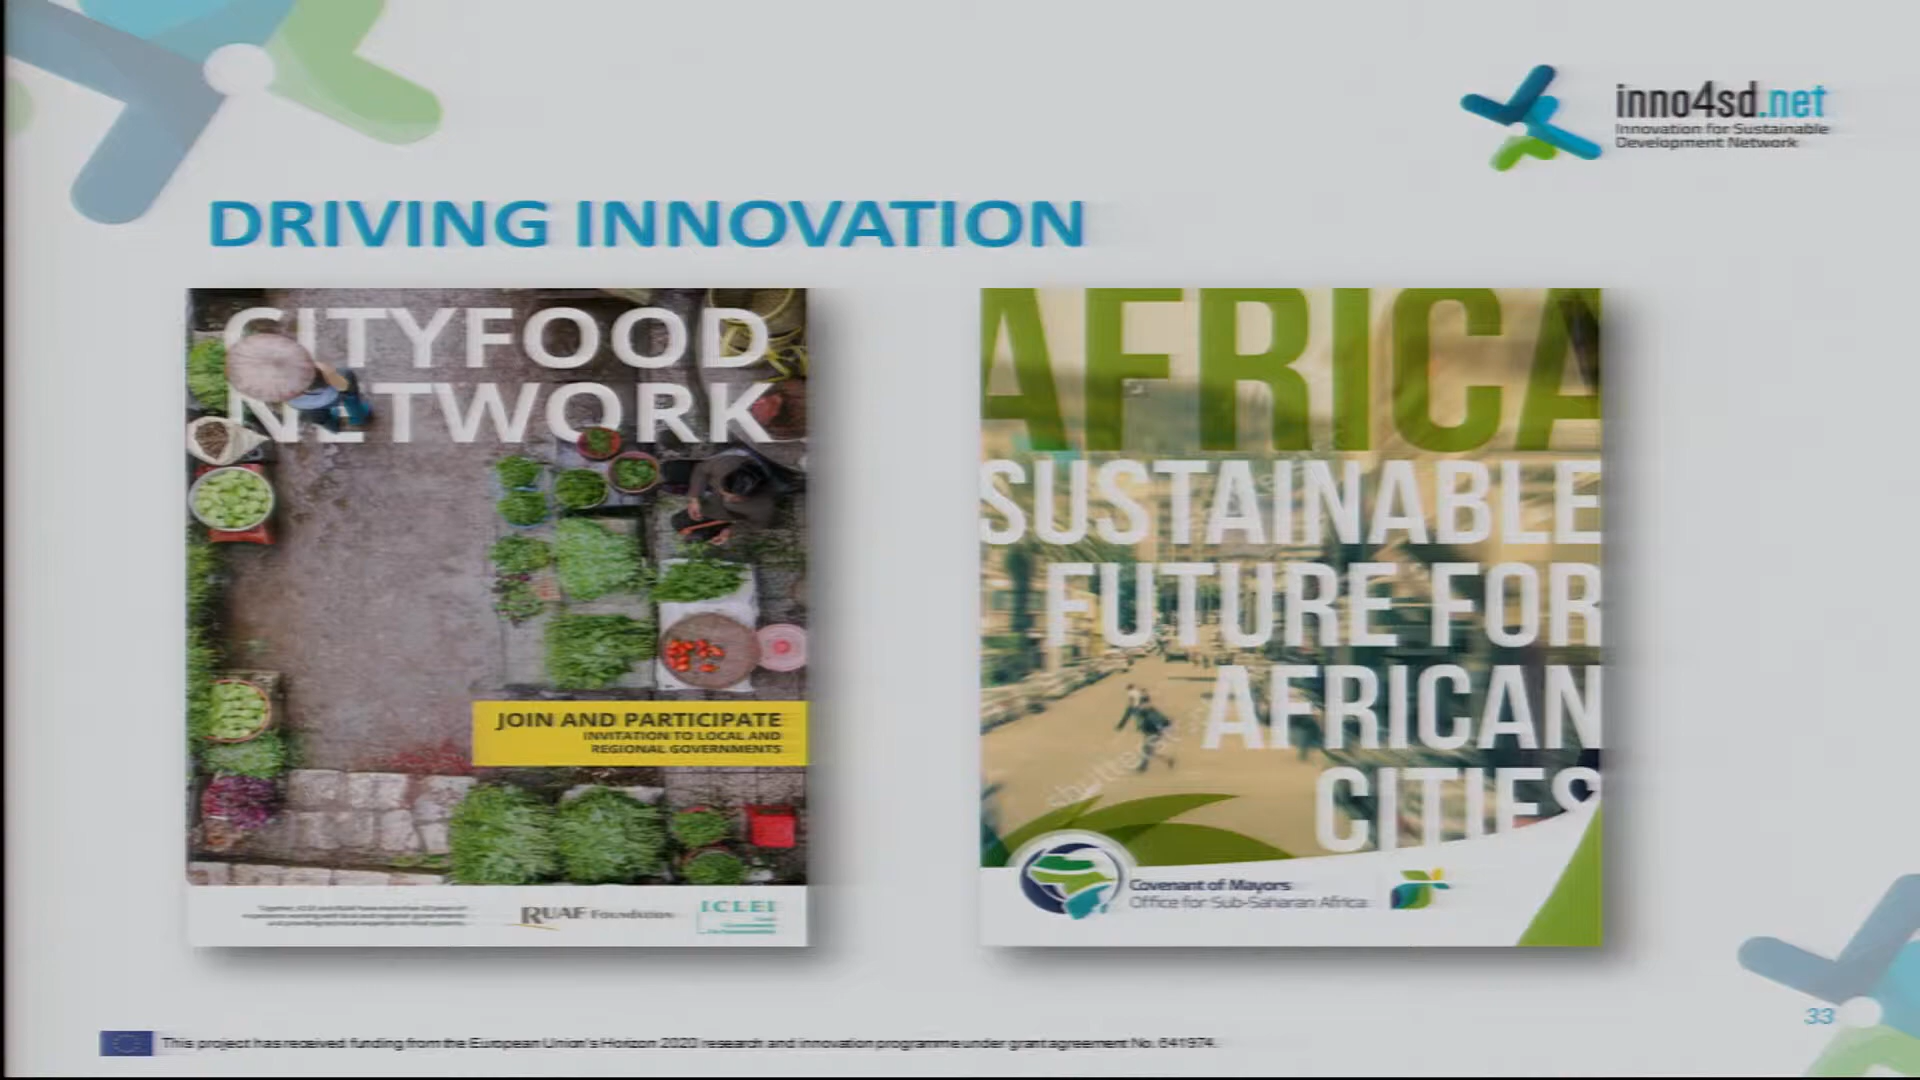 inno4sd.net
Innovation for Sustainable
Development Network
DRIVING INNOVATION
CITYFOOD
NETWORK
JOIN AND PARTICIPATE
INVITATION TO LOCAL AND
REGIONAL GOVERNMENTS
RUAF FOUNDATION
ICLEI
AFRICA
SUSTAINABLE
FUTURE FOR
AFRICAN
CITIES
Covenant of Mayors
Office for Sub-Saharan Africa
33
This project has received funding from the European Union's Horizon 2020 research and innovation programme under grant agreement No. 641974.